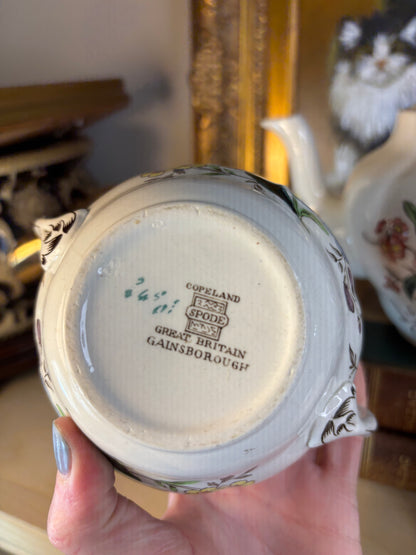 COPELAND
SPODE
GREAT BRITAIN
GAINSBOROUGH